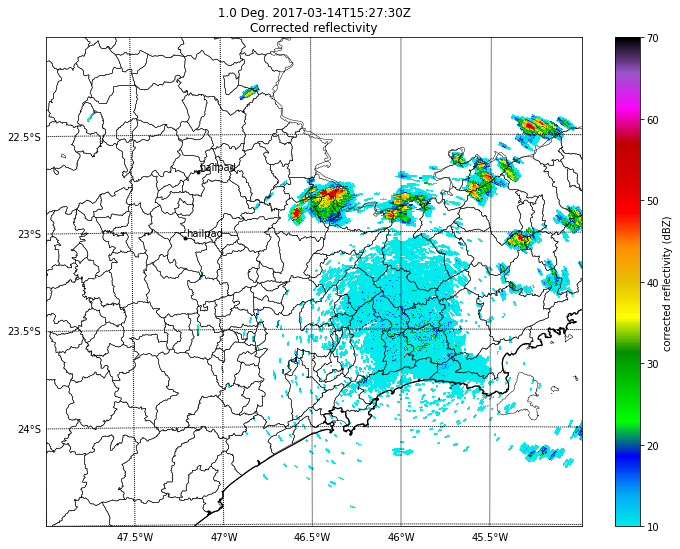 1.0 Deg. 2017-03-14T15:27:30Z
Corrected reflectivity
22.5°S
23°S
23.5°S
24°S
hailpad
hailpad
47.5°W
47°W
46.5°W
46°W
45.5°W
70
60
50
40
30
20
10
corrected reflectivity (dBZ)